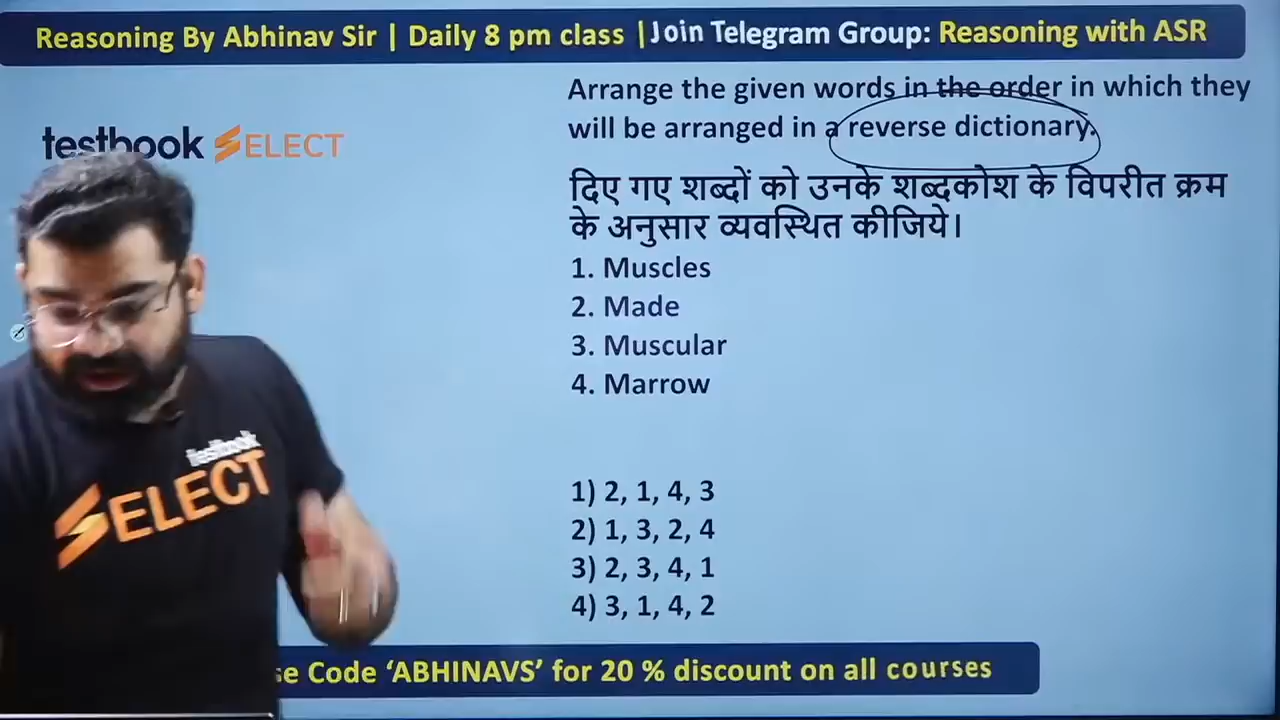 Reasoning By Abhinav Sir | Daily 8 pm class | Join Telegram Group: Reasoning with ASR
testbook SELECT
Arrange the given words in the order in which they
will be arranged in a reverse dictionary.
दिए गए शब्दों को उनके शब्दकोश के विपरीत क्रम
के अनुसार व्यवस्थित कीजिये।
1. Muscles
2. Made
3. Muscular
4. Marrow
1) 2, 1, 4, 3
2) 1, 3, 2, 4
3) 2, 3, 4, 1
4) 3, 1, 4, 2
testbook
SELECT
Code ‘ABHINAVS’ for 20 % discount on all courses